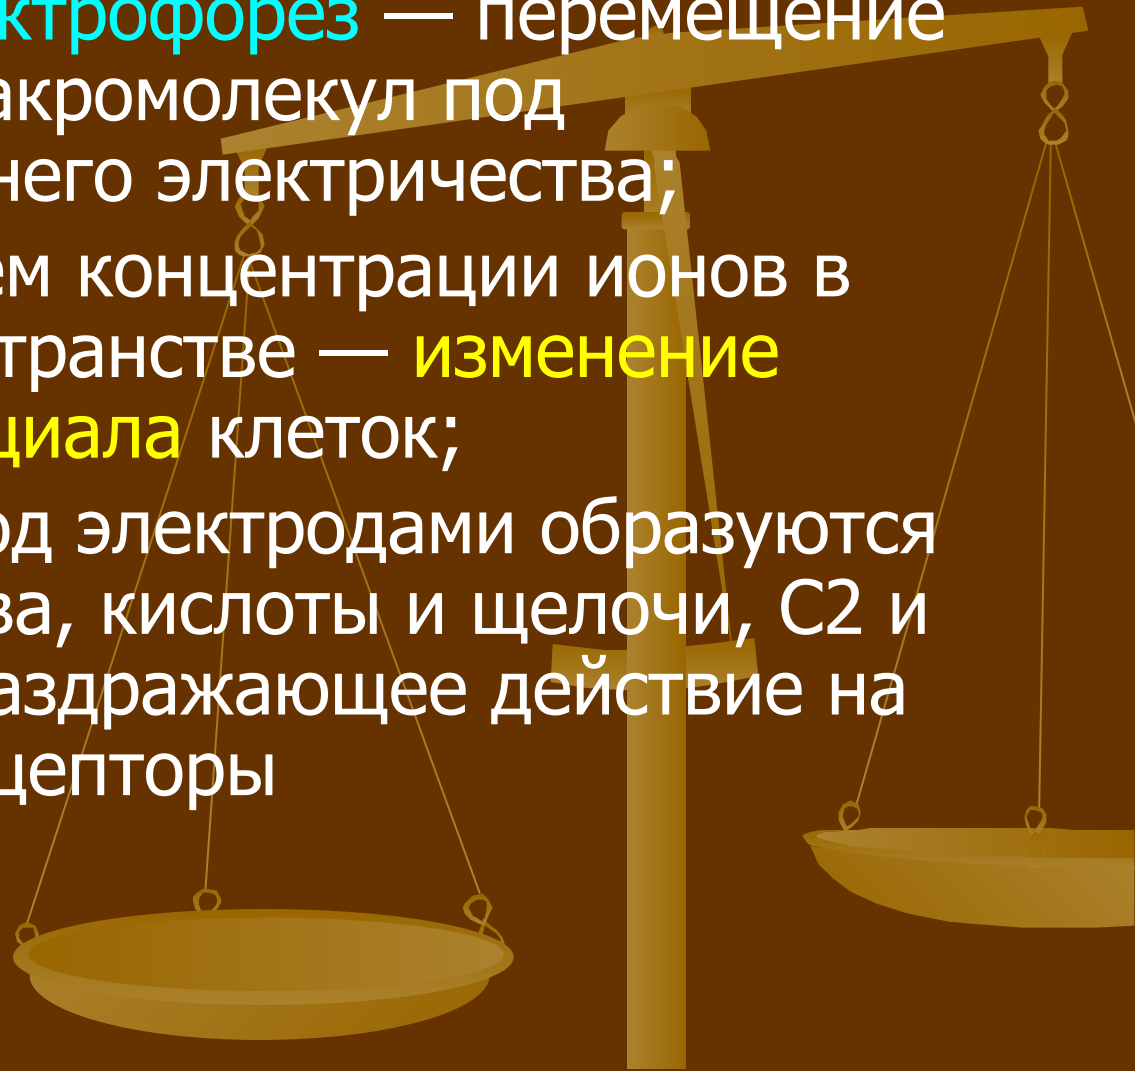 ктрофорез — перемещение
акромолекул под
него электричества;
ем концентрации ионов в
транстве — изменение
циала клеток;
од электродами образуются
ва, кислоты и щелочи, С2 и
аздражающее действие на
цепторы